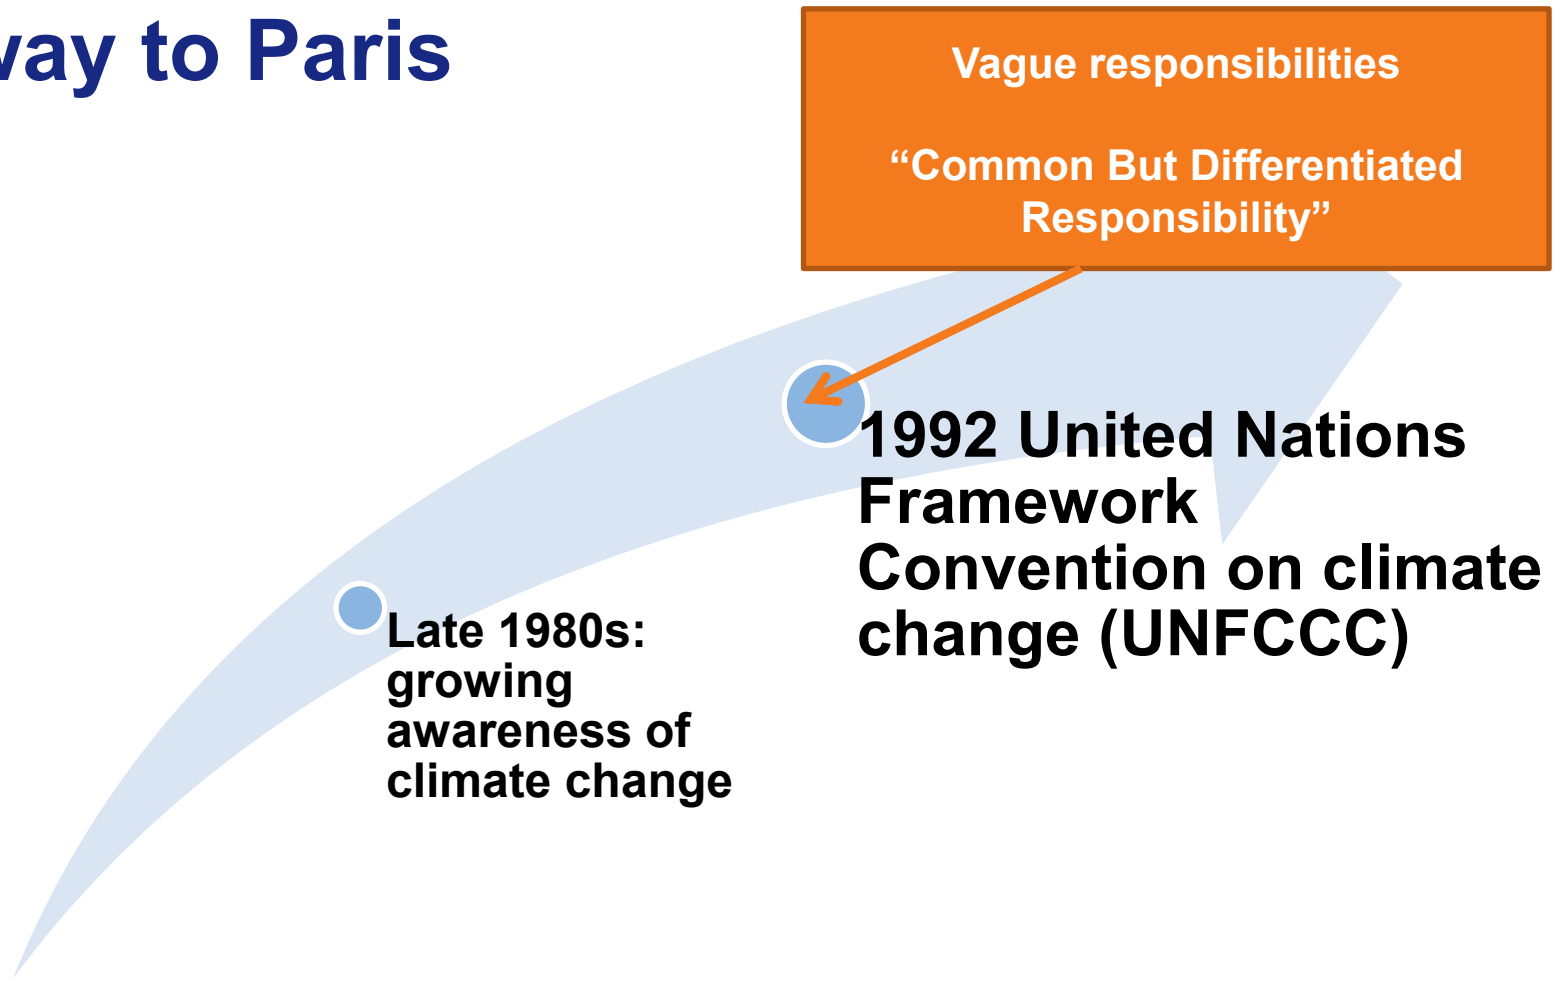 way to Paris
Vague responsibilities
“Common But Differentiated
Responsibility”
1992 United Nations
Framework
Convention on climate
change (UNFCCC)
Late 1980s:
growing
awareness of
climate change